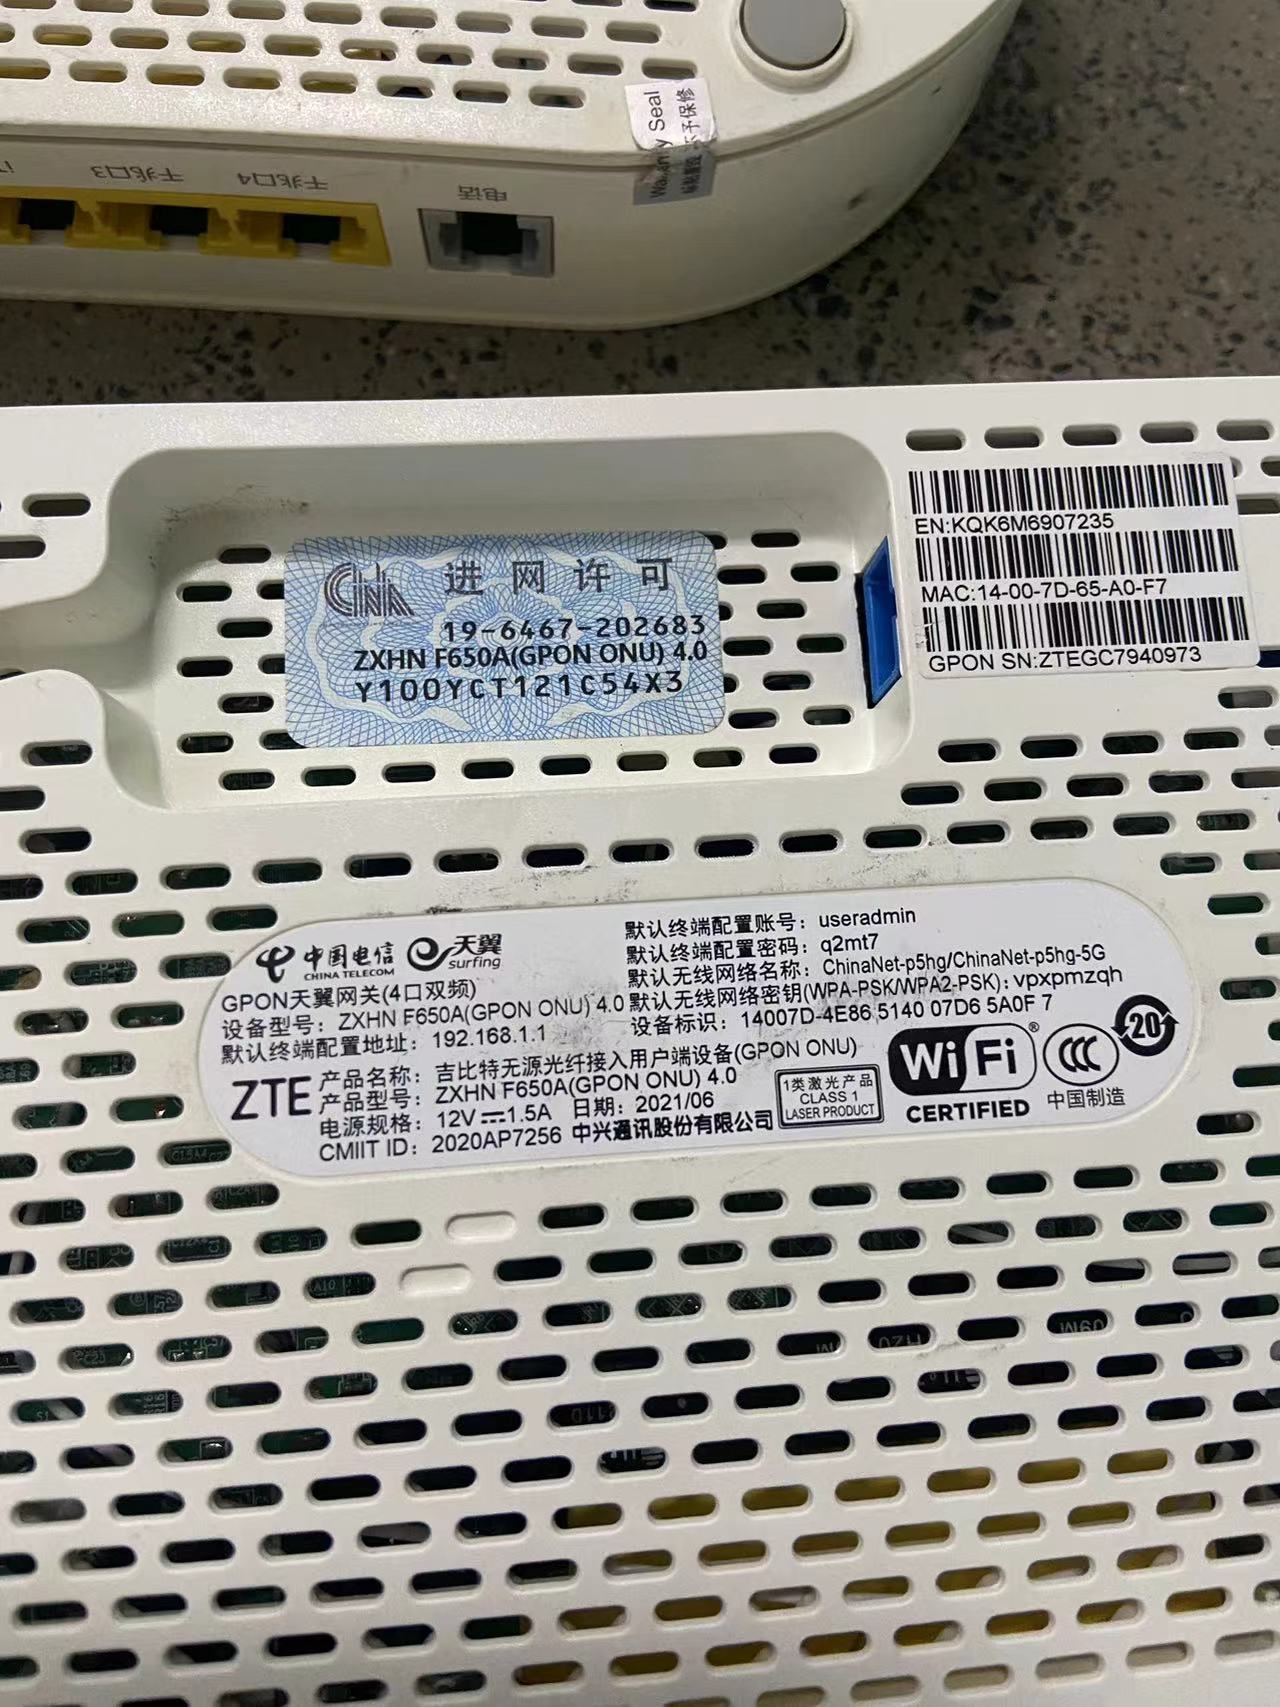 Warranty Seal
不予保修
千兆口3
千兆口4
电话
EN:KQK6M6907235
MAC:14-00-7D-65-A0-F7
GPON SN:ZTEGC7940973
CNA 进网许可
19-6467-202683
ZXHN F650A(GPON ONU) 4.0
Y100YCT121C54X3
中国电信
CHINA TELECOM
天翼
surfing
GPON天翼网关(4口双频)
设备型号: ZXHN F650A(GPON ONU) 4.0
默认终端配置地址: 192.168.1.1
默认终端配置账号: useradmin
默认终端配置密码: q2mt7
默认无线网络名称: ChinaNet-p5hg/ChinaNet-p5hg-5G
默认无线网络密钥(WPA-PSK/WPA2-PSK): vpxpmzqh
设备标识: 14007D-4E86 5140 07D6 5A0F 7
ZTE
产品名称: 吉比特无源光纤接入用户端设备(GPON ONU)
产品型号: ZXHN F650A(GPON ONU) 4.0
电源规格: 12V⎓1.5A 日期: 2021/06
CMIIT ID: 2020AP7256 中兴通讯股份有限公司
1类激光产品
CLASS 1
LASER PRODUCT
Wi Fi®
CERTIFIED
CCC
20
中国制造